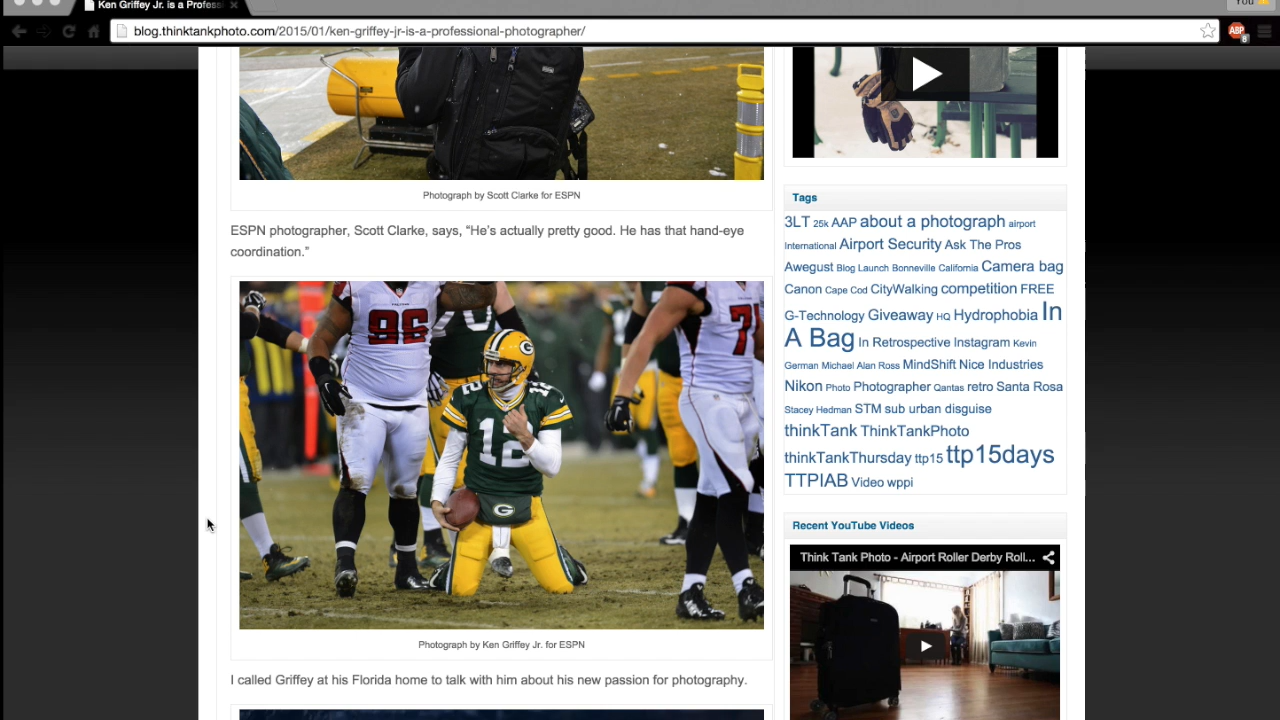 Ken Griffey Jr. is a Profess
You
blog.thinktankphoto.com/2015/01/ken-griffey-jr-is-a-professional-photographer/
ABP
Photograph by Scott Clarke for ESPN
ESPN photographer, Scott Clarke, says, “He’s actually pretty good. He has that hand-eye
coordination.”
96
12
12
G
G
7
Photograph by Ken Griffey Jr. for ESPN
I called Griffey at his Florida home to talk with him about his new passion for photography.
Tags
3LT 25k AAP about a photograph airport
International Airport Security Ask The Pros
Awegust Blog Launch Bonneville California Camera bag
Canon Cape Cod CityWalking competition FREE
G-Technology Giveaway HQ Hydrophobia In
A Bag In Retrospective Instagram Kevin
German Michael Alan Ross MindShift Nice Industries
Nikon Photo Photographer Qantas retro Santa Rosa
Stacey Hedman STM sub urban disguise
thinkTank ThinkTankPhoto
thinkTankThursday ttp15 ttp15days
TTPIAB Video wppi
Recent YouTube Videos
Think Tank Photo - Airport Roller Derby Roll...